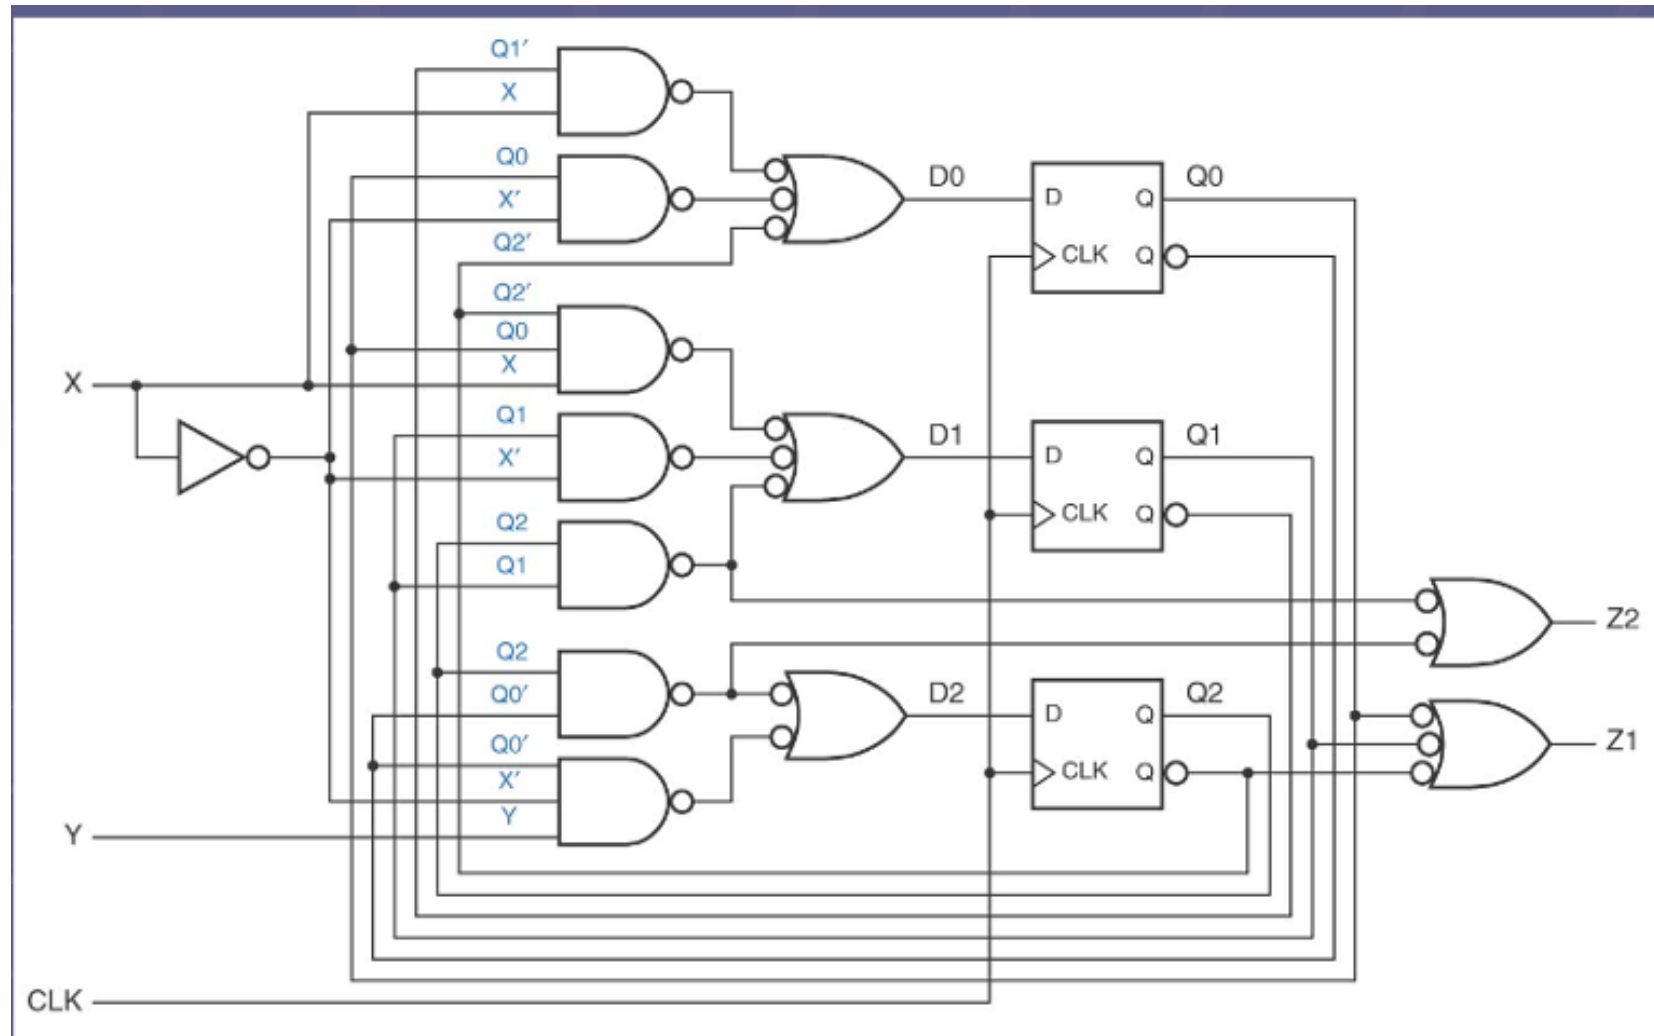 Q1′
X
Q0
X′
Q2′
D0
D
Q
Q0
CLK
Q
Q2′
Q0
X
X
Q1
X′
D1
D
Q
Q1
CLK
Q
Q2
Q1
Z2
Q2
Q0′
D2
D
Q
Q2
Z1
Q0′
X′
CLK
Q
Y
Y
CLK